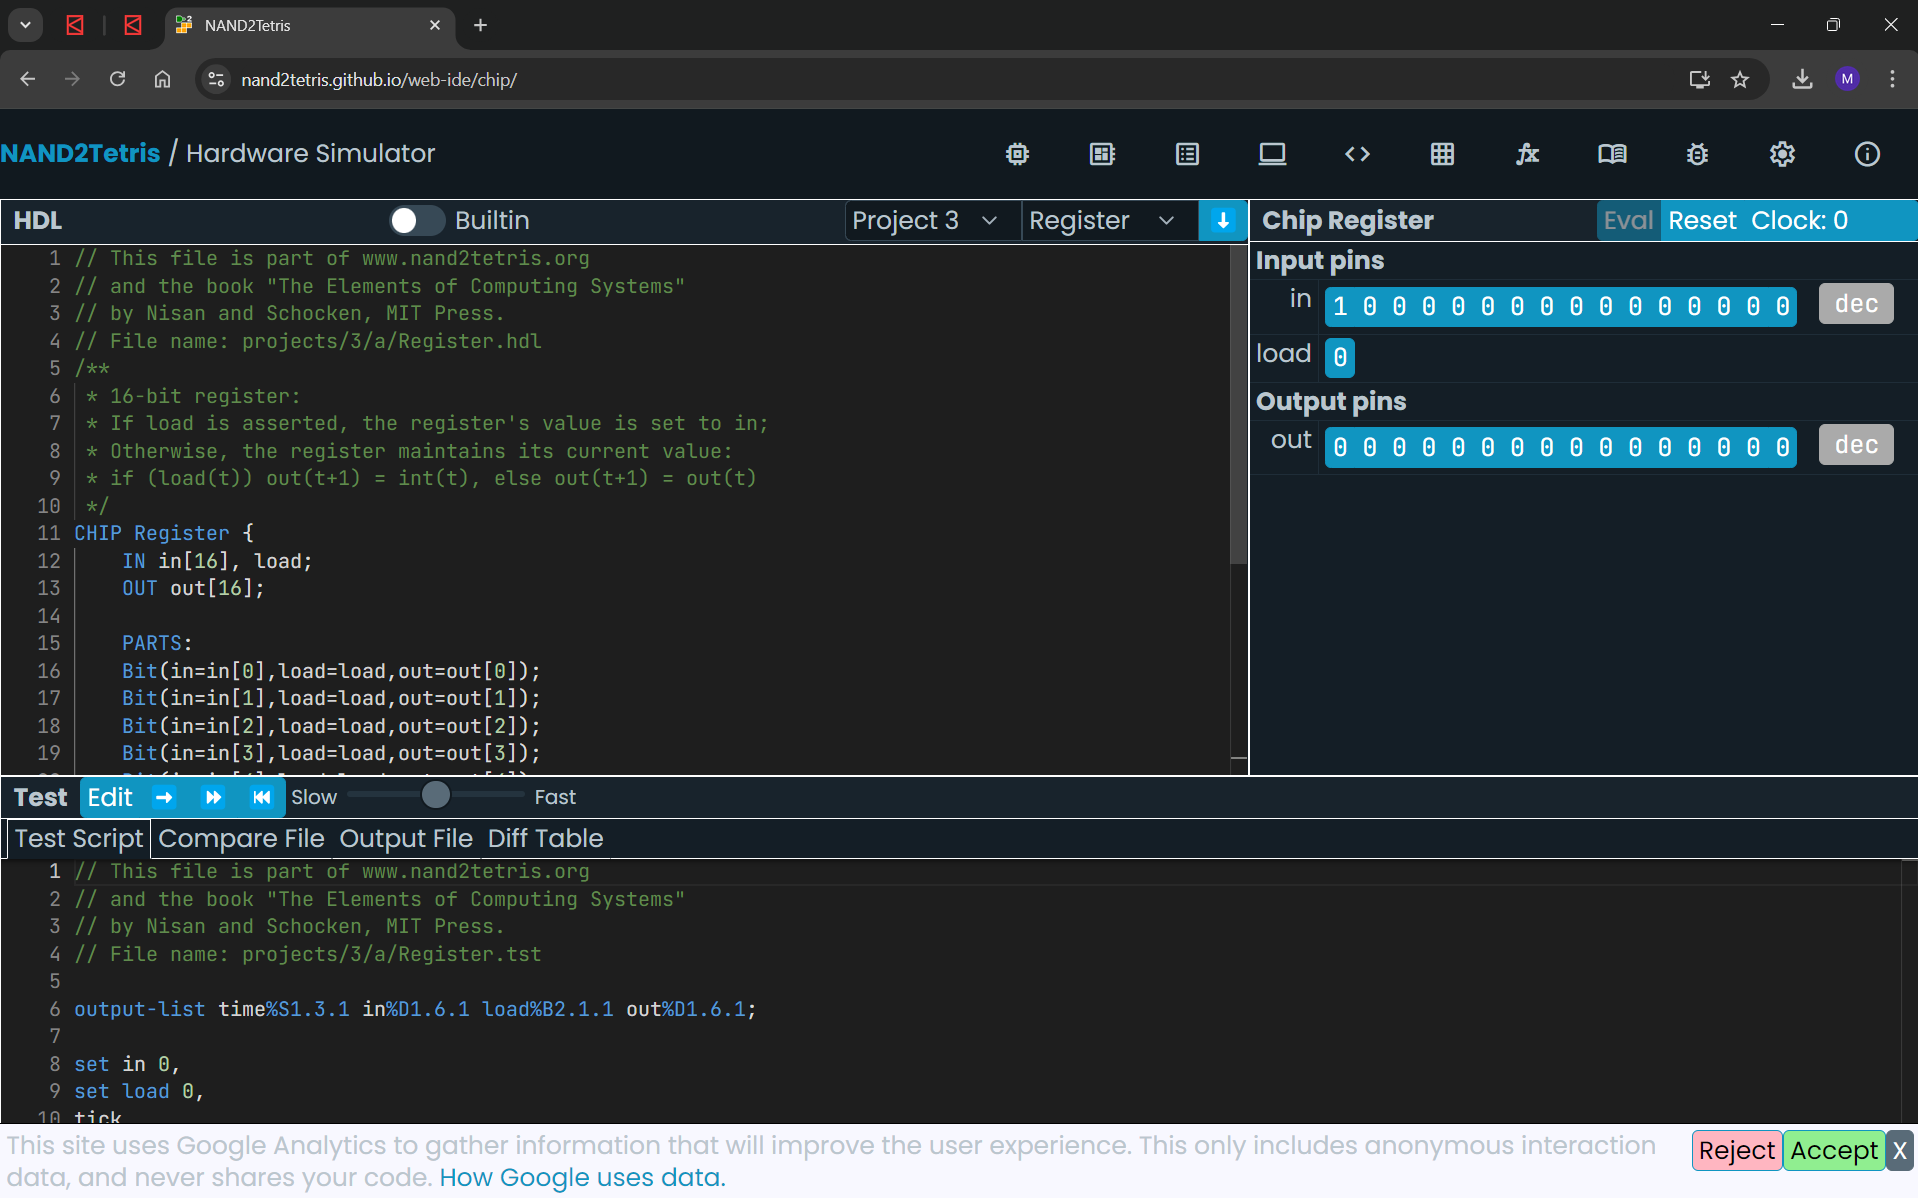 NAND2Tetris
nand2tetris.github.io/web-ide/chip/
M
NAND2Tetris / Hardware Simulator
HDL Builtin Project 3 Register
1 // This file is part of www.nand2tetris.org
2 // and the book "The Elements of Computing Systems"
3 // by Nisan and Schocken, MIT Press.
4 // File name: projects/3/a/Register.hdl
5 /**
6 * 16-bit register:
7 * If load is asserted, the register's value is set to in;
8 * Otherwise, the register maintains its current value:
9 * if (load(t)) out(t+1) = int(t), else out(t+1) = out(t)
10 */
11 CHIP Register {
12 IN in[16], load;
13 OUT out[16];
14
15 PARTS:
16 Bit(in=in[0],load=load,out=out[0]);
17 Bit(in=in[1],load=load,out=out[1]);
18 Bit(in=in[2],load=load,out=out[2]);
19 Bit(in=in[3],load=load,out=out[3]);
Chip Register Eval Reset Clock: 0
Input pins
in 1 0 0 0 0 0 0 0 0 0 0 0 0 0 0 0 dec
load 0
Output pins
out 0 0 0 0 0 0 0 0 0 0 0 0 0 0 0 0 dec
Test Edit Slow Fast
Test Script Compare File Output File Diff Table
1 // This file is part of www.nand2tetris.org
2 // and the book "The Elements of Computing Systems"
3 // by Nisan and Schocken, MIT Press.
4 // File name: projects/3/a/Register.tst
5
6 output-list time%S1.3.1 in%D1.6.1 load%B2.1.1 out%D1.6.1;
7
8 set in 0,
9 set load 0,
10 tick
This site uses Google Analytics to gather information that will improve the user experience. This only includes anonymous interaction
data, and never shares your code. How Google uses data.
Reject Accept X